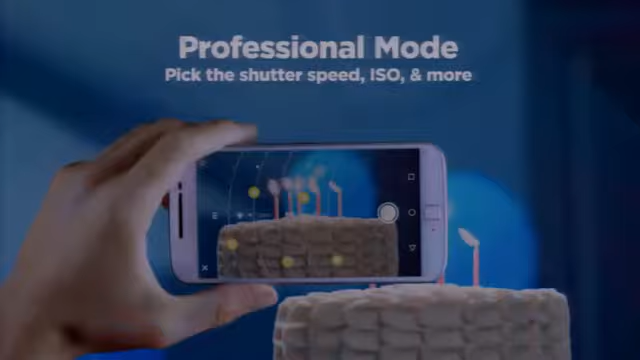 Professional Mode
Pick the shutter speed, ISO, & more